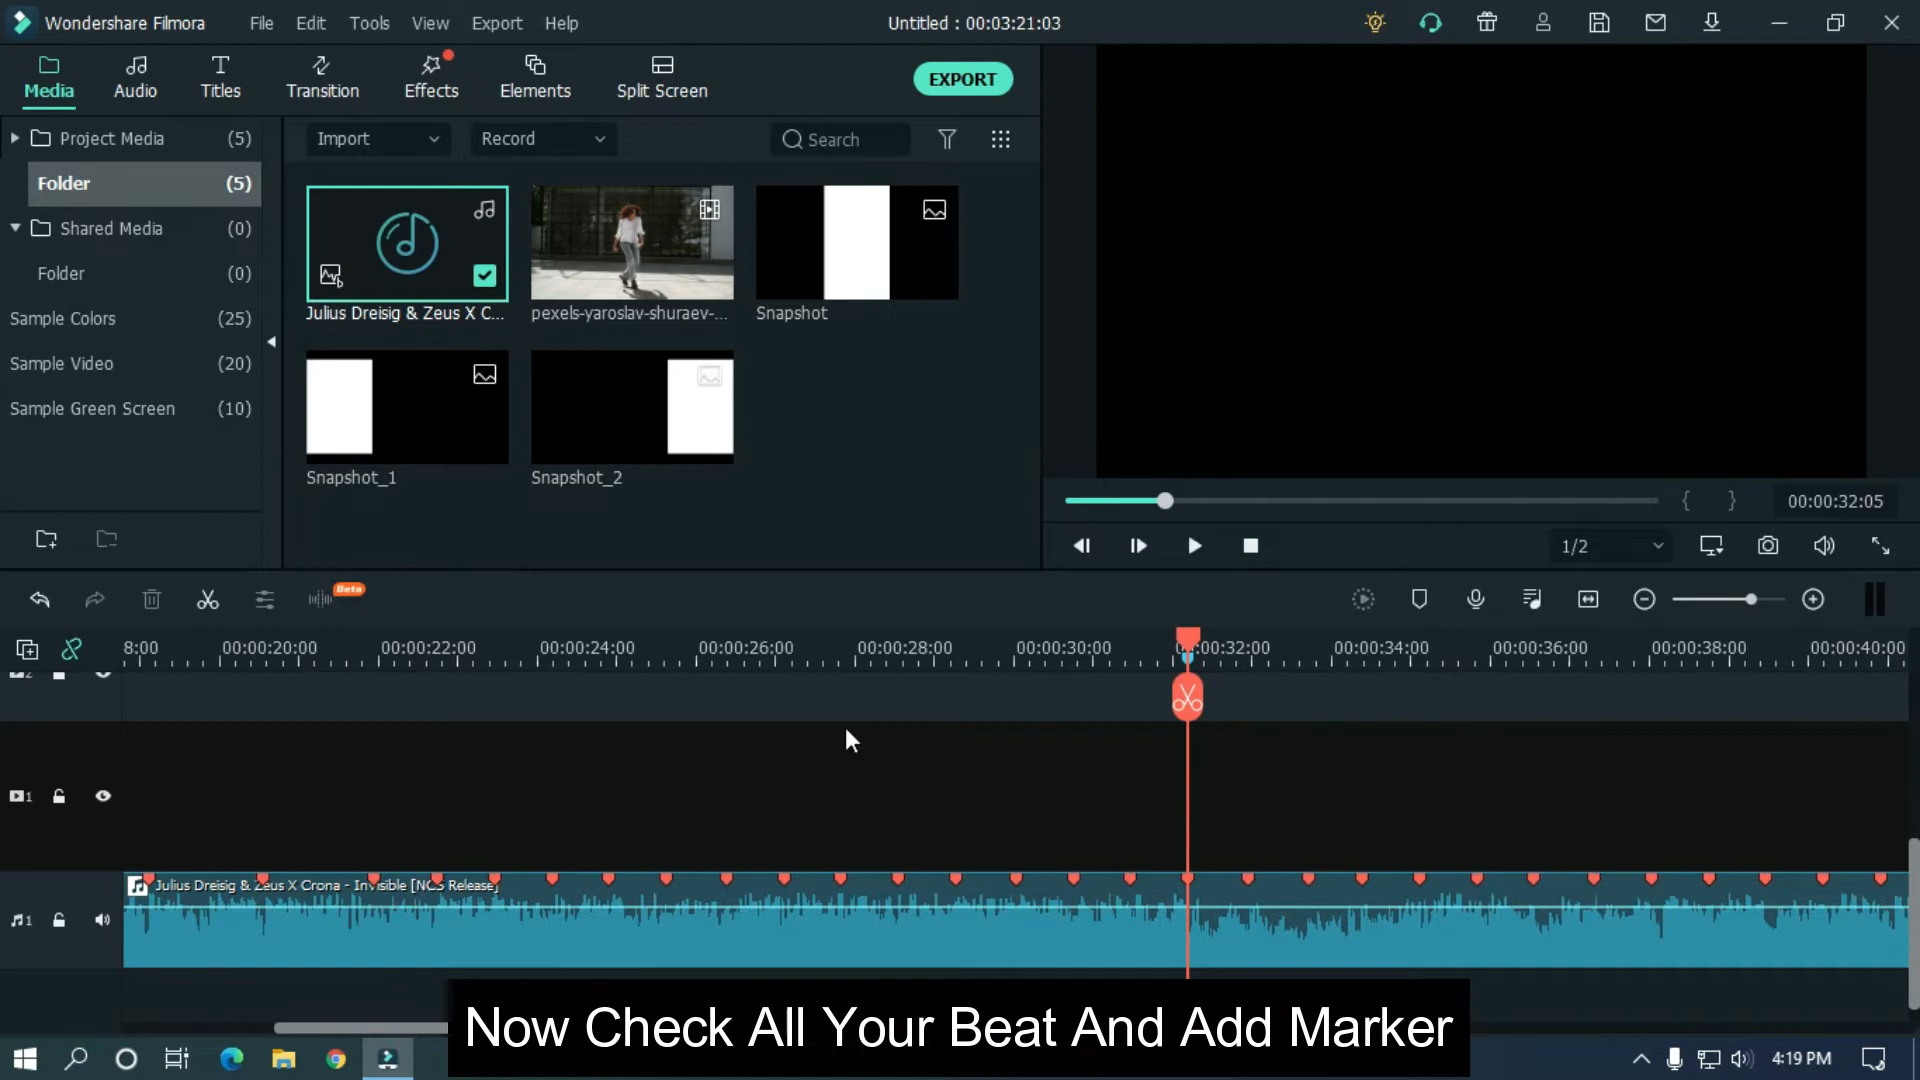 Wondershare Filmora File Edit Tools View Export Help Untitled : 00:03:21:03
Media Audio Titles Transition Effects Elements Split Screen EXPORT
Project Media (5)
Folder (5)
Shared Media (0)
Folder (0)
Sample Colors (25)
Sample Video (20)
Sample Green Screen (10)
Import Record Search
Julius Dreisig & Zeus X C... pexels-yaroslav-shuraev-... Snapshot
Snapshot_1 Snapshot_2
00:00:32:05
1/2
Beta
8:00 00:00:20:00 00:00:22:00 00:00:24:00 00:00:26:00 00:00:28:00 00:00:30:00 00:00:32:00 00:00:34:00 00:00:36:00 00:00:38:00 00:00:40:00
2
1
Julius Dreisig & Zeus X Crona - Invisible [NCS Release]
1
Now Check All Your Beat And Add Marker
4:19 PM